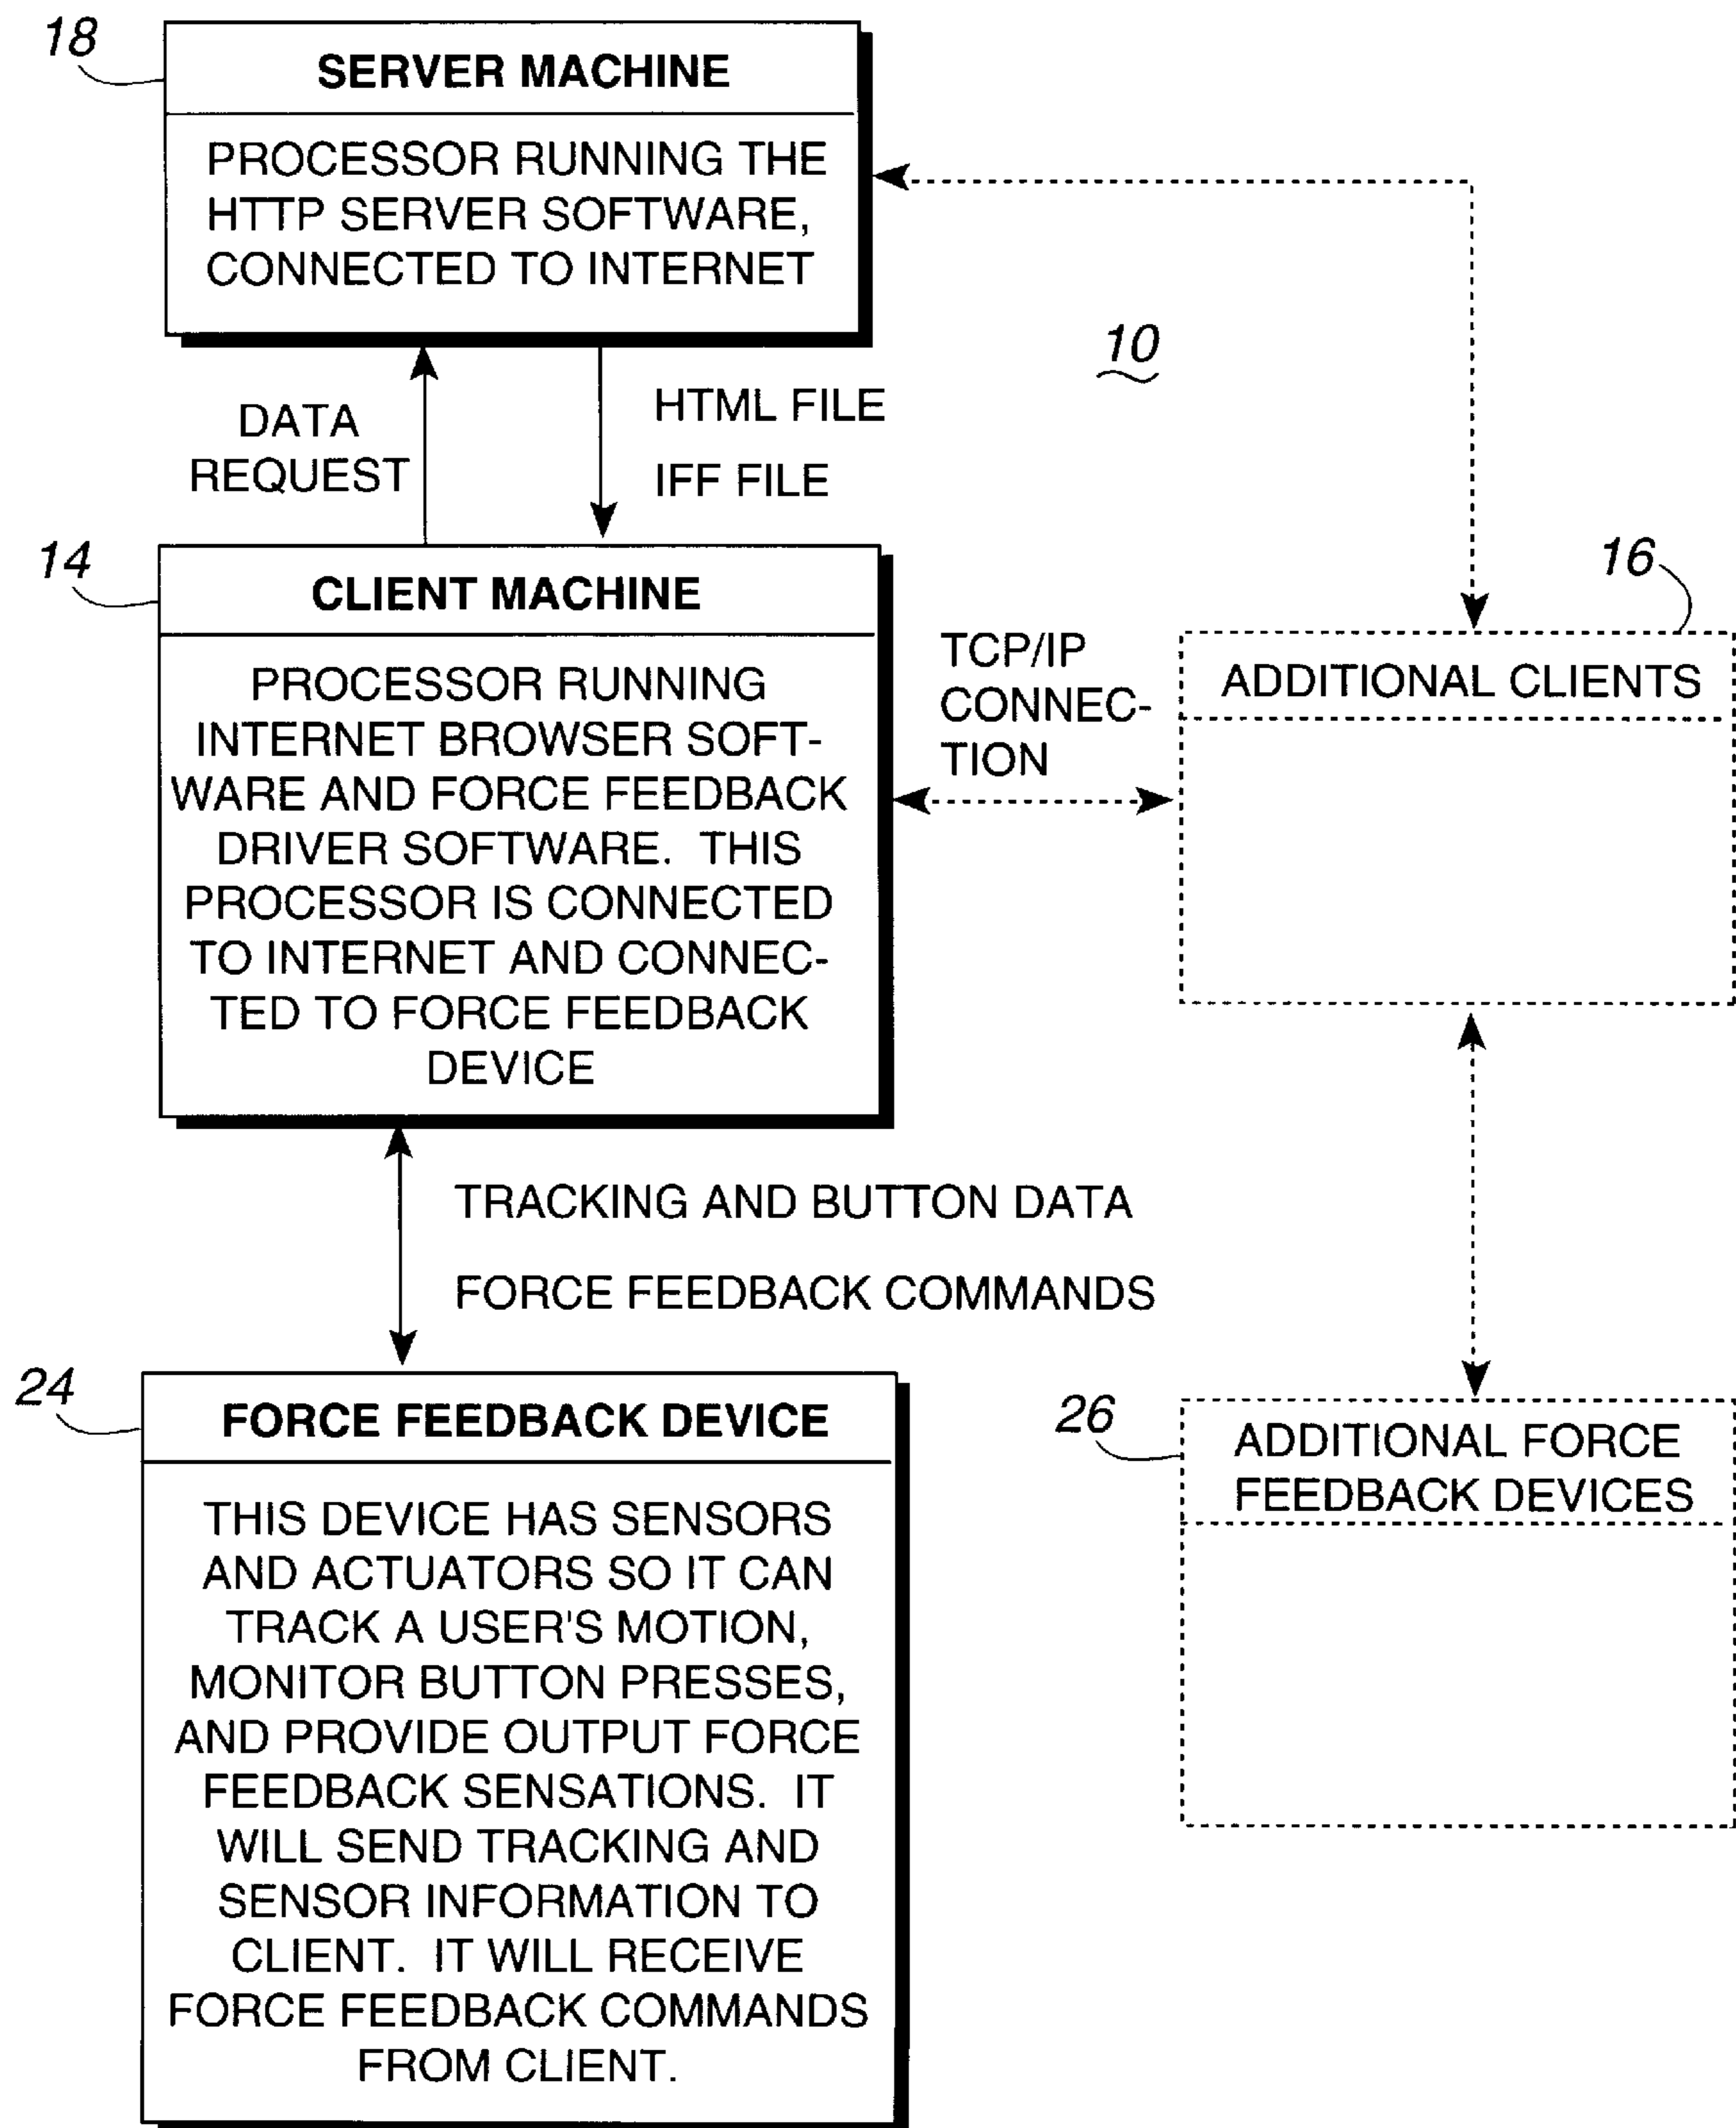 18
SERVER MACHINE
PROCESSOR RUNNING THE
HTTP SERVER SOFTWARE,
CONNECTED TO INTERNET
10
DATA
REQUEST
HTML FILE
IFF FILE
14
CLIENT MACHINE
PROCESSOR RUNNING
INTERNET BROWSER SOFT-
WARE AND FORCE FEEDBACK
DRIVER SOFTWARE. THIS
PROCESSOR IS CONNECTED
TO INTERNET AND CONNEC-
TED TO FORCE FEEDBACK
DEVICE
TCP/IP
CONNEC-
TION
16
ADDITIONAL CLIENTS
TRACKING AND BUTTON DATA
FORCE FEEDBACK COMMANDS
24
FORCE FEEDBACK DEVICE
THIS DEVICE HAS SENSORS
AND ACTUATORS SO IT CAN
TRACK A USER'S MOTION,
MONITOR BUTTON PRESSES,
AND PROVIDE OUTPUT FORCE
FEEDBACK SENSATIONS. IT
WILL SEND TRACKING AND
SENSOR INFORMATION TO
CLIENT. IT WILL RECEIVE
FORCE FEEDBACK COMMANDS
FROM CLIENT.
26
ADDITIONAL FORCE
FEEDBACK DEVICES